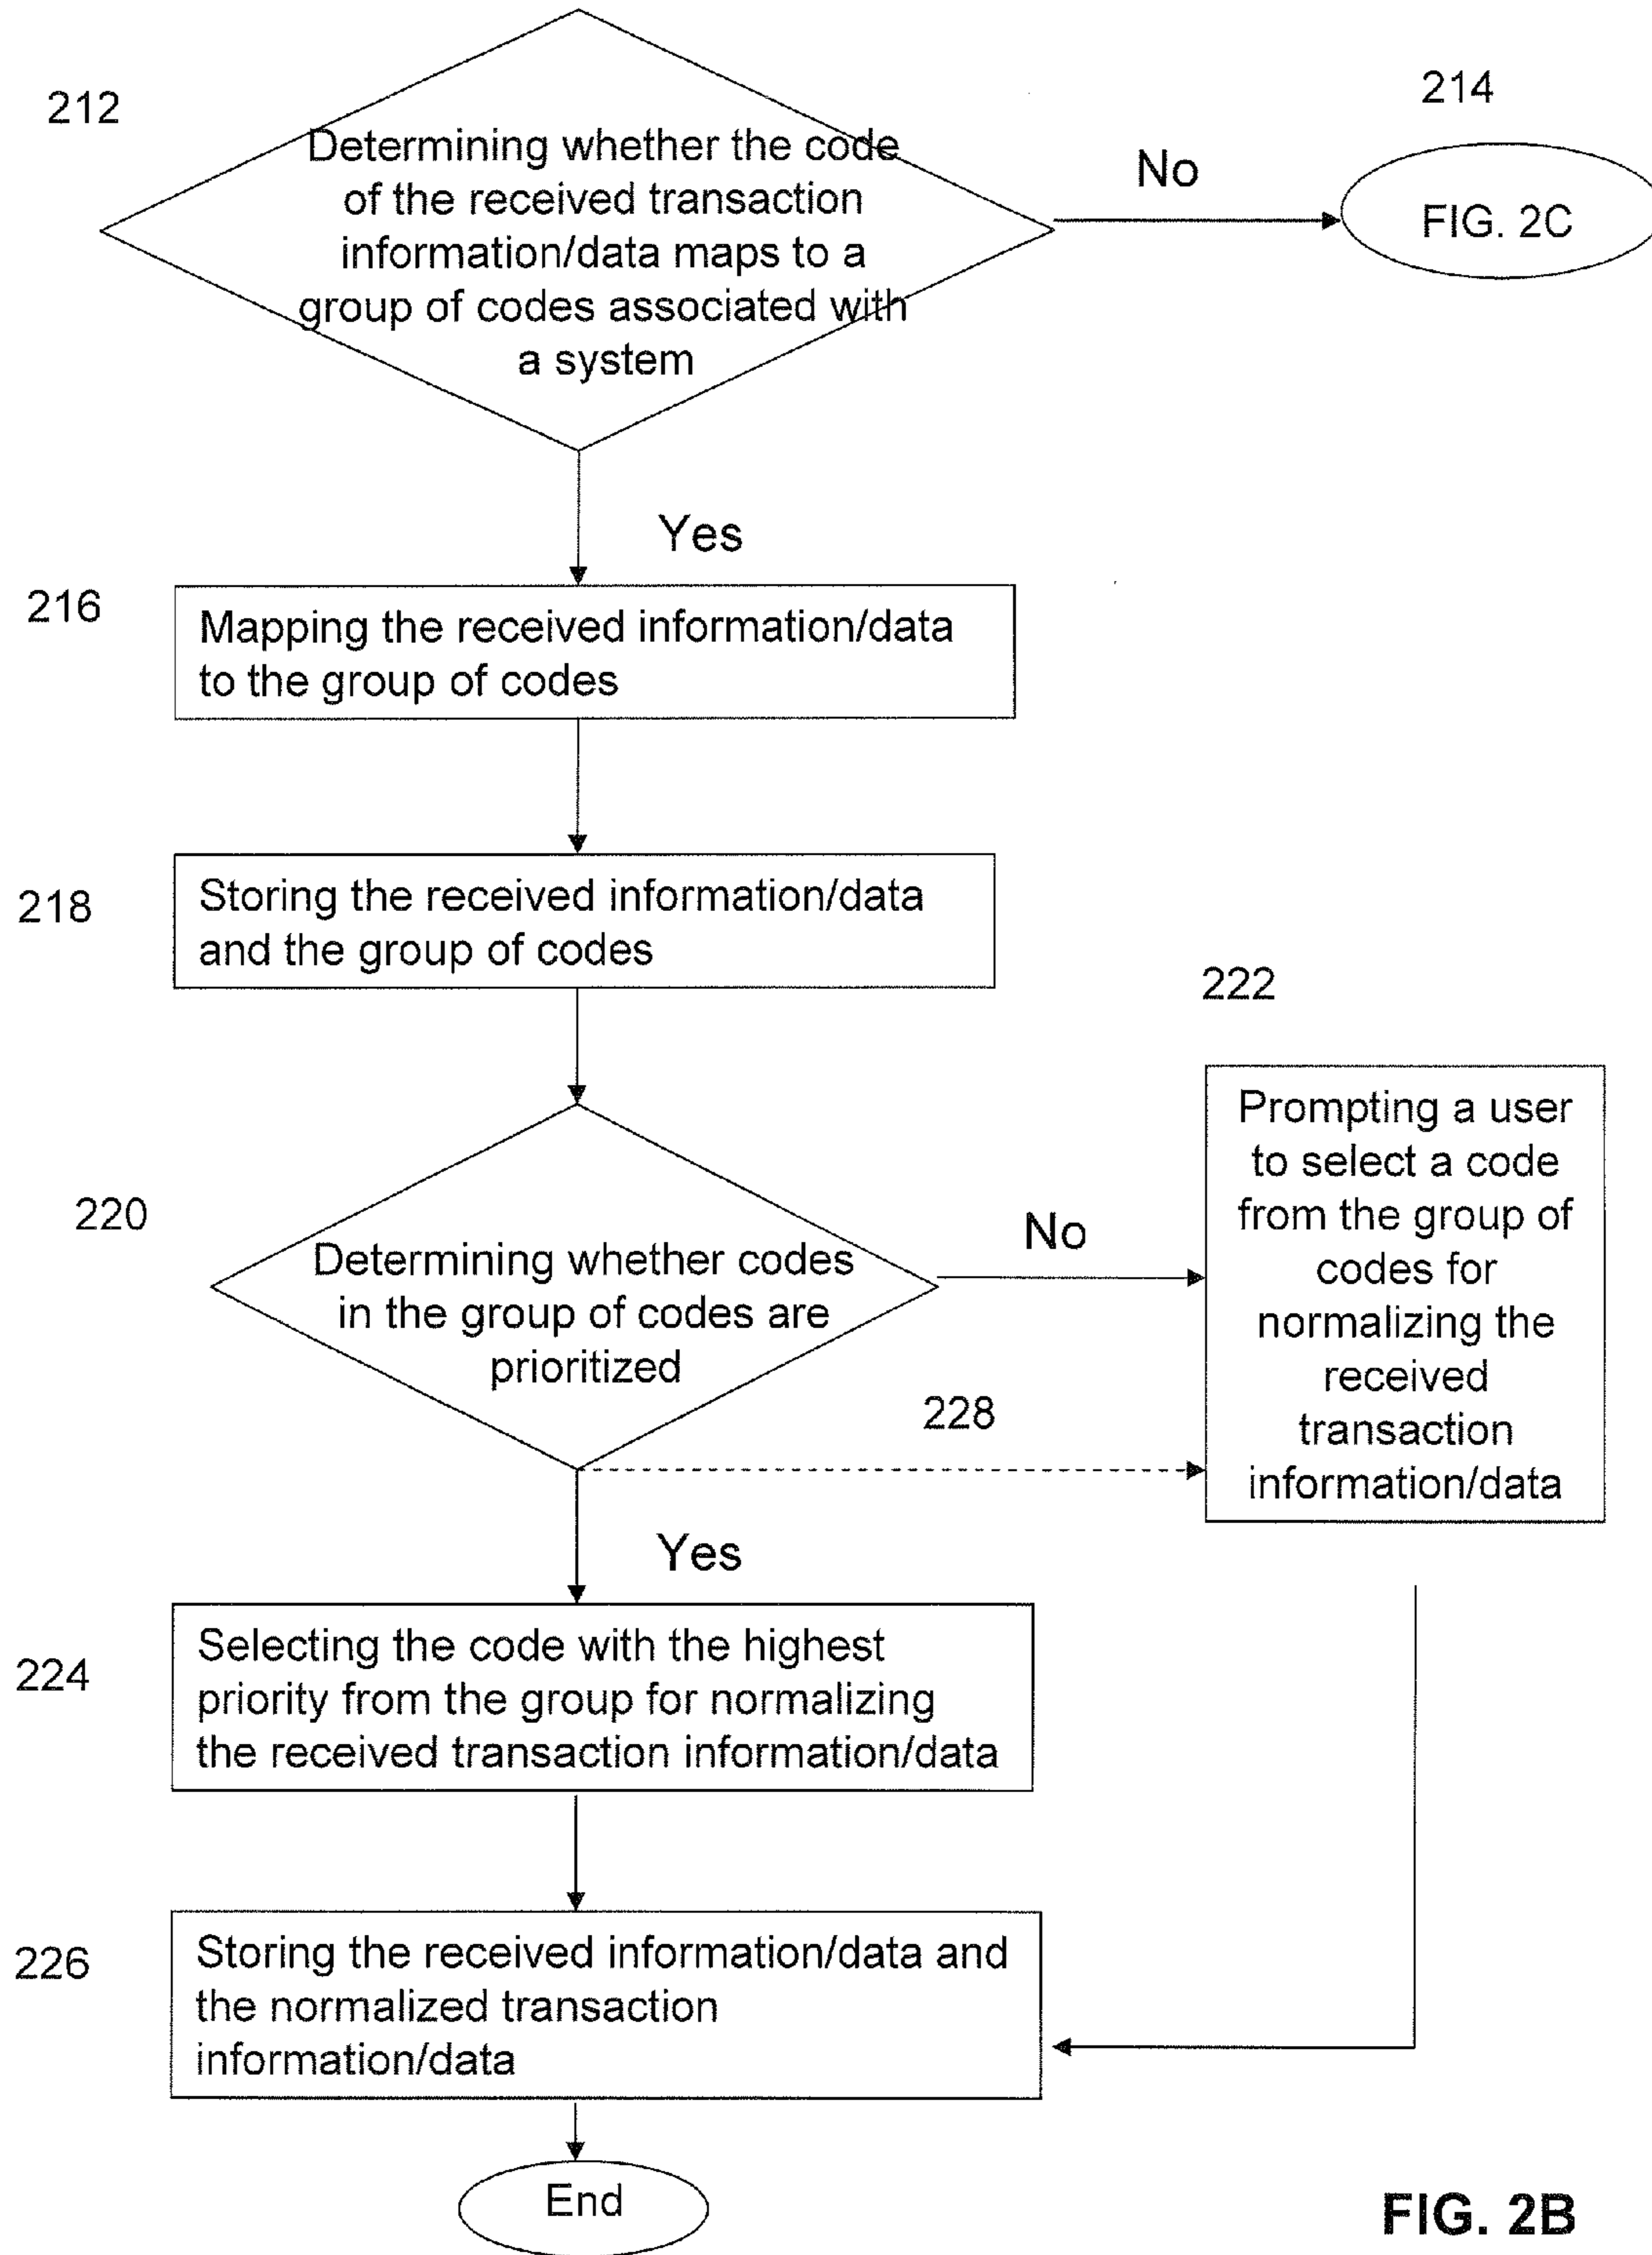 212
Determining whether the code
of the received transaction
information/data maps to a
group of codes associated with
a system
No
214
FIG. 2C
Yes
216
Mapping the received information/data
to the group of codes
218
Storing the received information/data
and the group of codes
220
Determining whether codes
in the group of codes are
prioritized
No
222
Prompting a user
to select a code
from the group of
codes for
normalizing the
received
transaction
information/data
228
Yes
224
Selecting the code with the highest
priority from the group for normalizing
the received transaction information/data
226
Storing the received information/data and
the normalized transaction
information/data
End
FIG. 2B